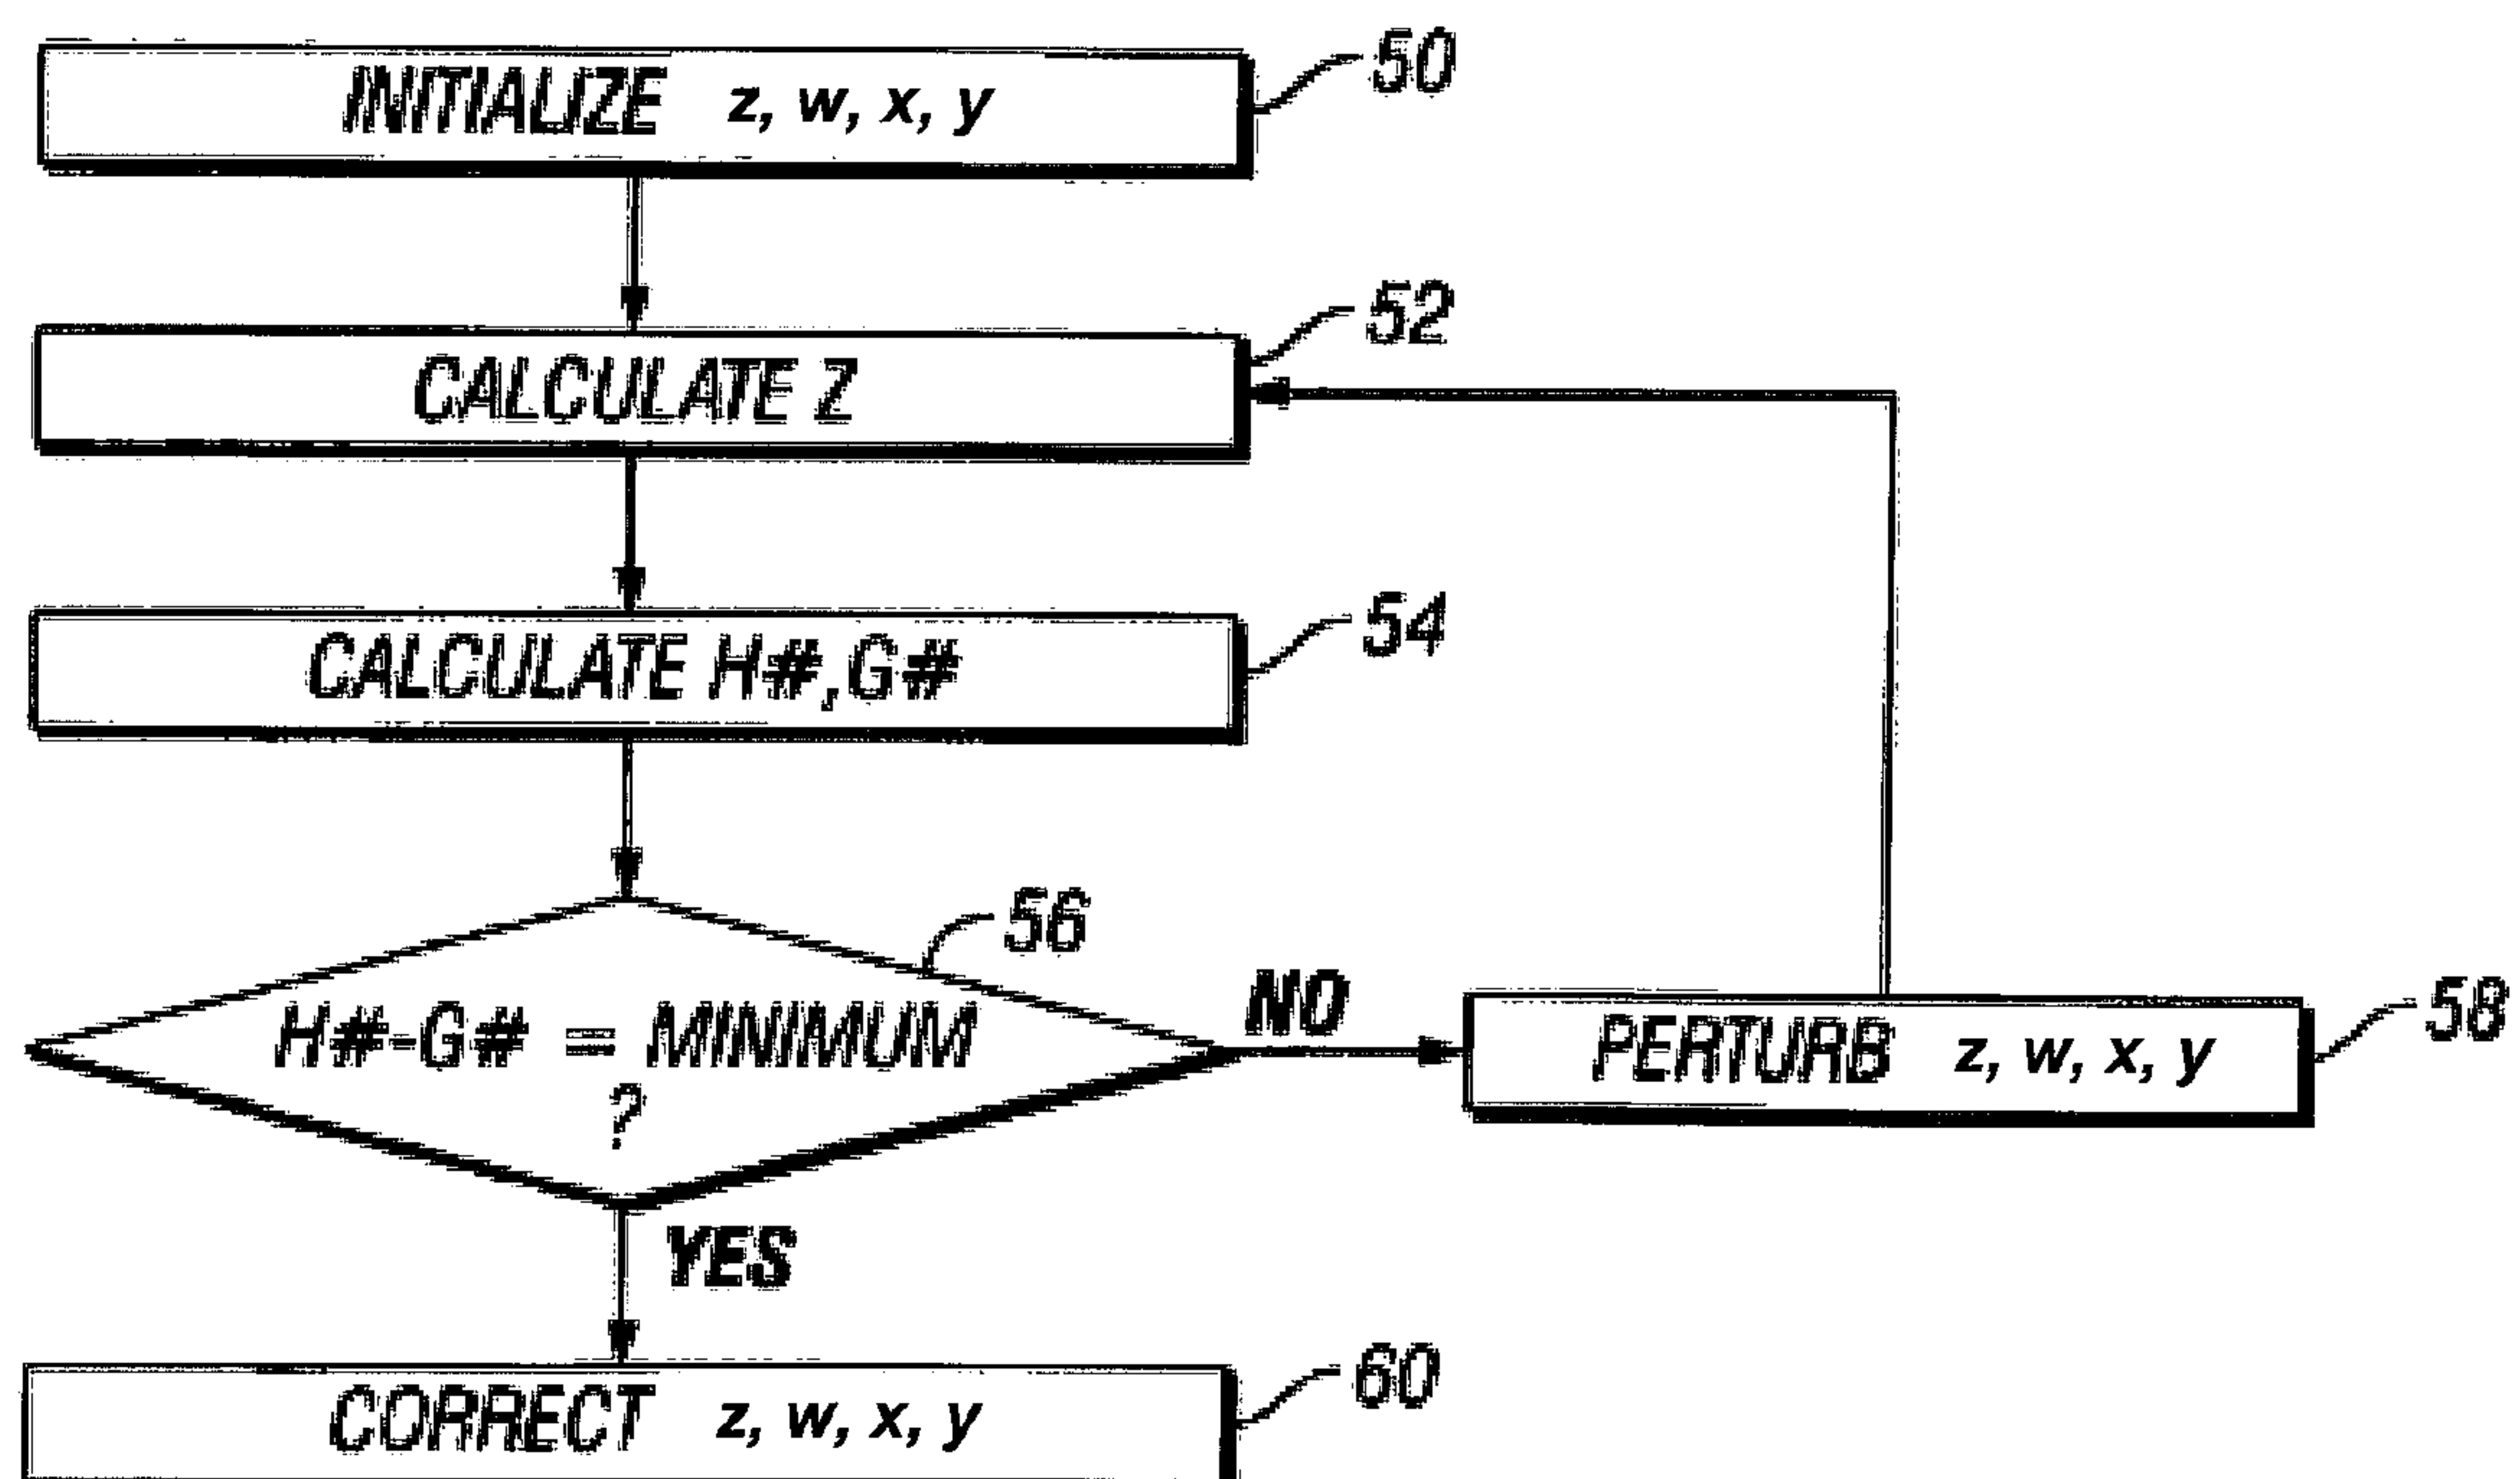 INITIALIZE z, w, x, y
50
CALCULATE Z
52
CALCULATE H#,G#
54
H#-G# = MINIMUM
?
56
NO
PERTURB z, w, x, y
58
YES
CORRECT z, w, x, y
60